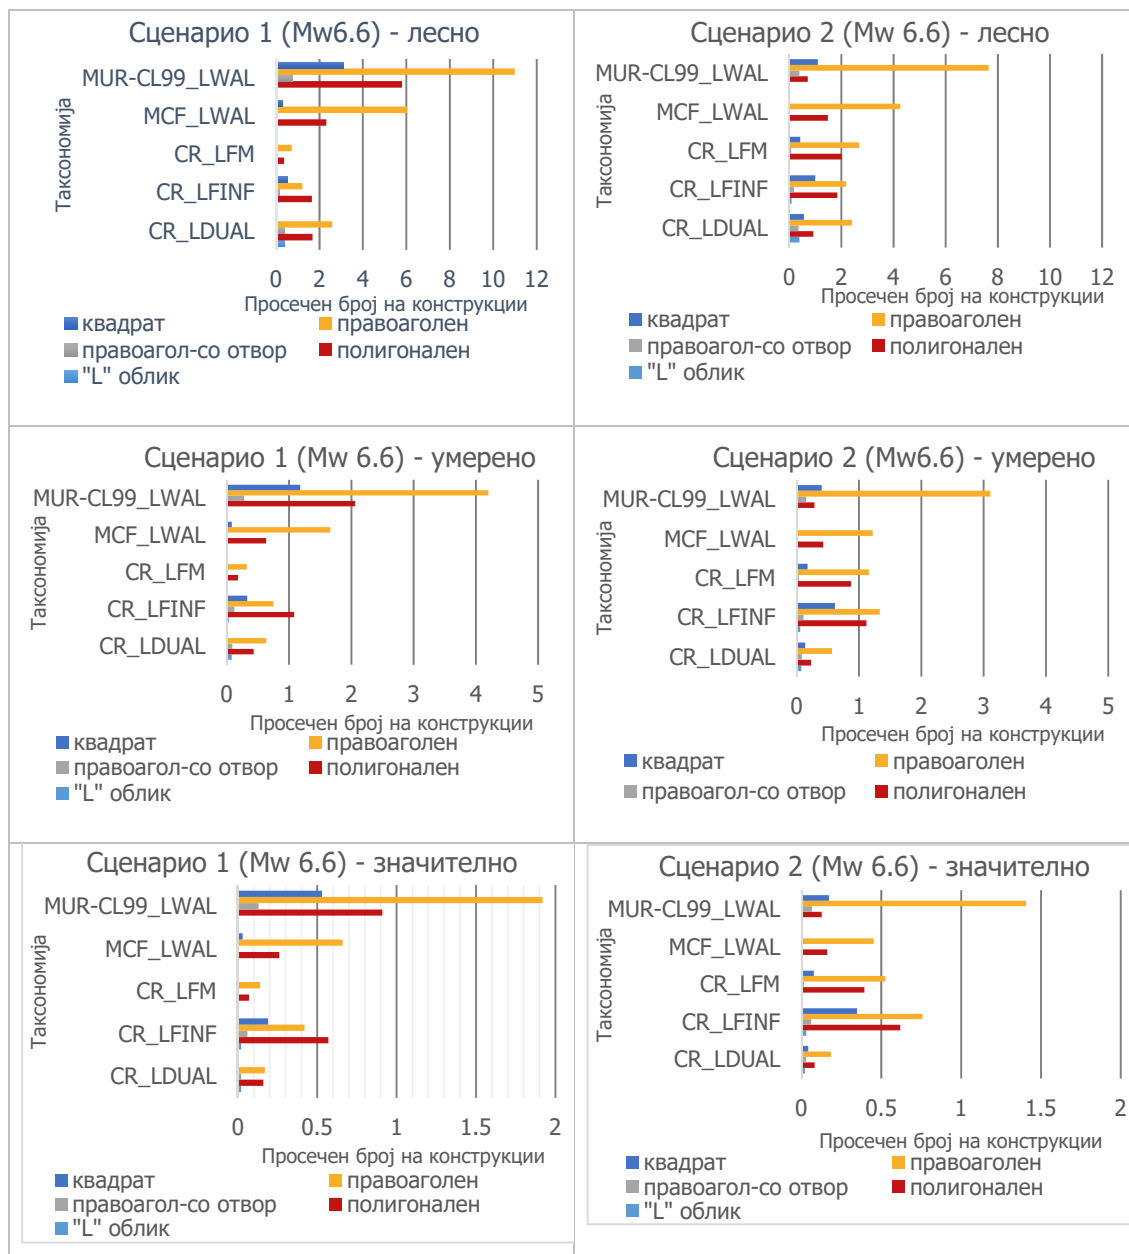 Сценарио 1 (Mw6.6) - лесно
Таксономија
MUR-CL99_LWAL
MCF_LWAL
CR_LFM
CR_LFINF
CR_LDUAL
0 2 4 6 8 10 12
Просечен број на конструкции
квадрат правоаголен
правоагол-со отвор полигонален
"L" облик
Сценарио 2 (Mw 6.6) - лесно
Таксономија
MUR-CL99_LWAL
MCF_LWAL
CR_LFM
CR_LFINF
CR_LDUAL
0 2 4 6 8 10 12
Просечен број на конструкции
квадрат правоаголен
правоагол-со отвор полигонален
"L" облик
Сценарио 1 (Mw 6.6) - умерено
Таксономија
MUR-CL99_LWAL
MCF_LWAL
CR_LFM
CR_LFINF
CR_LDUAL
0 1 2 3 4 5
Просечен број на конструкции
квадрат правоаголен
правоагол-со отвор полигонален
"L" облик
Сценарио 2 (Mw6.6) - умерено
Таксономија
MUR-CL99_LWAL
MCF_LWAL
CR_LFM
CR_LFINF
CR_LDUAL
0 1 2 3 4 5
Просечен број на конструкции
квадрат правоаголен
правоагол-со отвор полигонален
Сценарио 1 (Mw 6.6) - значително
Таксономија
MUR-CL99_LWAL
MCF_LWAL
CR_LFM
CR_LFINF
CR_LDUAL
0 0.5 1 1.5 2
Просечен број на конструкции
квадрат правоаголен
правоагол-со отвор полигонален
"L" облик
Сценарио 2 (Mw 6.6) - значително
Таксономија
MUR-CL99_LWAL
MCF_LWAL
CR_LFM
CR_LFINF
CR_LDUAL
0 0.5 1 1.5 2
Просечен број на конструкции
квадрат правоаголен
правоагол-со отвор полигонален
"L" облик